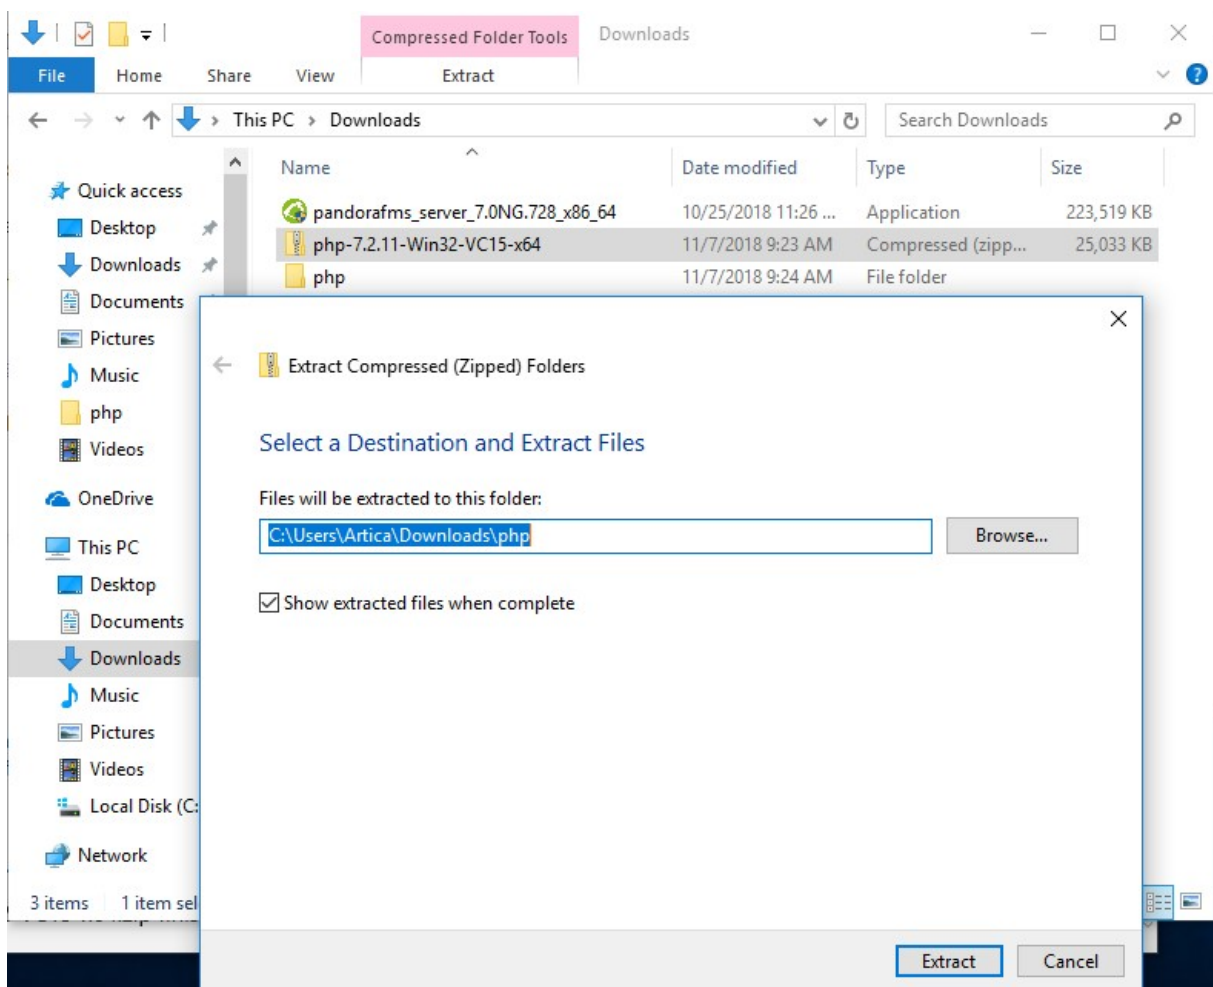 Compressed Folder Tools Downloads
File Home Share View Extract
This PC > Downloads Search Downloads
Name Date modified Type Size
Quick access
pandorafms_server_7.0NG.728_x86_64 10/25/2018 11:26 ... Application 223,519 KB
Desktop
php-7.2.11-Win32-VC15-x64 11/7/2018 9:23 AM Compressed (zipp... 25,033 KB
Downloads
php 11/7/2018 9:24 AM File folder
Documents
Pictures
Music
php
Videos
OneDrive
This PC
Desktop
Documents
Downloads
Music
Pictures
Videos
Local Disk (C:
Network
3 items 1 item sel
Extract Compressed (Zipped) Folders
Select a Destination and Extract Files
Files will be extracted to this folder:
C:\Users\Artica\Downloads\php Browse...
Show extracted files when complete
Extract Cancel